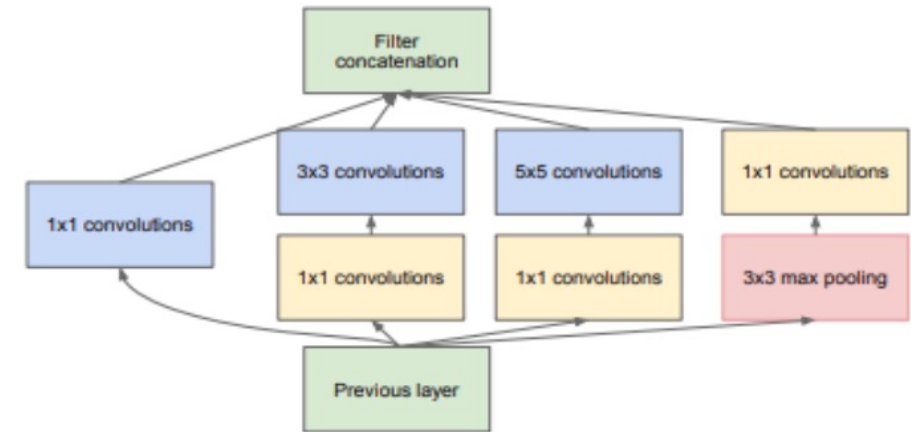 Filter
concatenation
3x3 convolutions
5x5 convolutions
1x1 convolutions
1x1 convolutions
1x1 convolutions
1x1 convolutions
3x3 max pooling
Previous layer